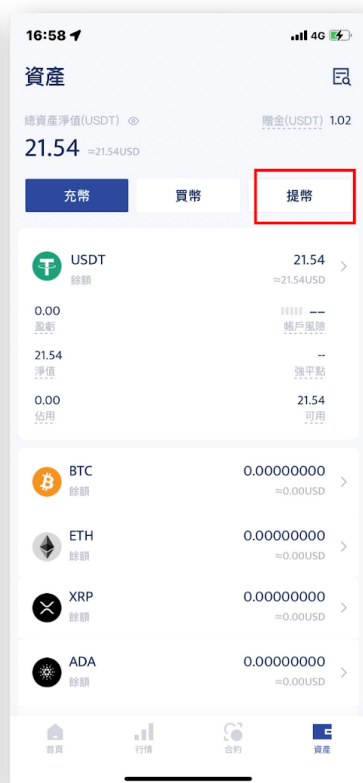 16:58 4G
資產
總資產淨值(USDT) 贈金(USDT) 1.02
21.54 ≈21.54USD
充幣 買幣 提幣
USDT 21.54
餘額 ≈21.54USD
0.00 --
盈虧 帳戶風險
21.54 --
淨值 強平點
0.00 21.54
佔用 可用
BTC 0.00000000
餘額 ≈0.00USD
ETH 0.00000000
餘額 ≈0.00USD
XRP 0.00000000
餘額 ≈0.00USD
ADA 0.00000000
餘額 ≈0.00USD
首頁 行情 合約 資產